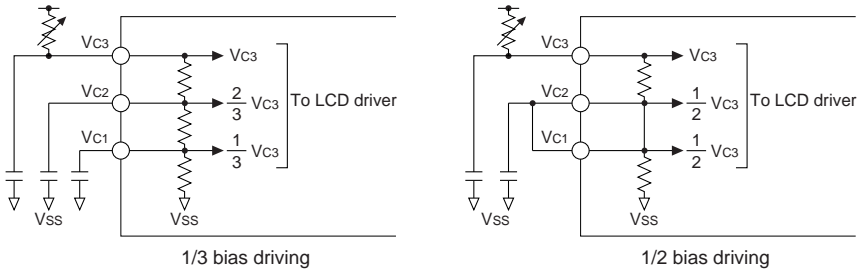 VC3
VC3
VC2
2/3 VC3
To LCD driver
VC1
1/3 VC3
VSS
VSS
1/3 bias driving
VC3
VC3
VC2
1/2 VC3
To LCD driver
VC1
1/2 VC3
VSS
VSS
1/2 bias driving